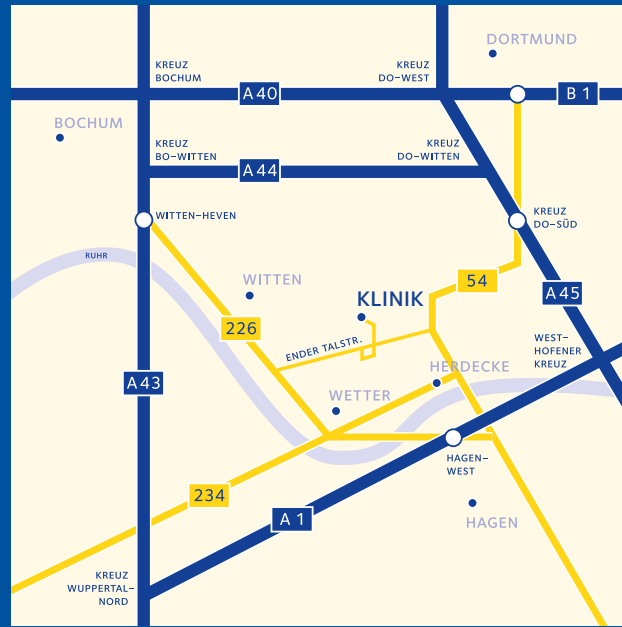 DORTMUND
KREUZ
BOCHUM
KREUZ
DO-WEST
A 40
B 1
BOCHUM
KREUZ
BO-WITTEN
KREUZ
DO-WITTEN
A 44
WITTEN-HEVEN
KREUZ
DO-SÜD
RUHR
WITTEN
54
KLINIK
A 45
226
ENDER TALSTR.
WEST-
HOFENER
KREUZ
HERDECKE
A 43
WETTER
HAGEN-
WEST
234
A 1
HAGEN
KREUZ
WUPPERTAL-
NORD